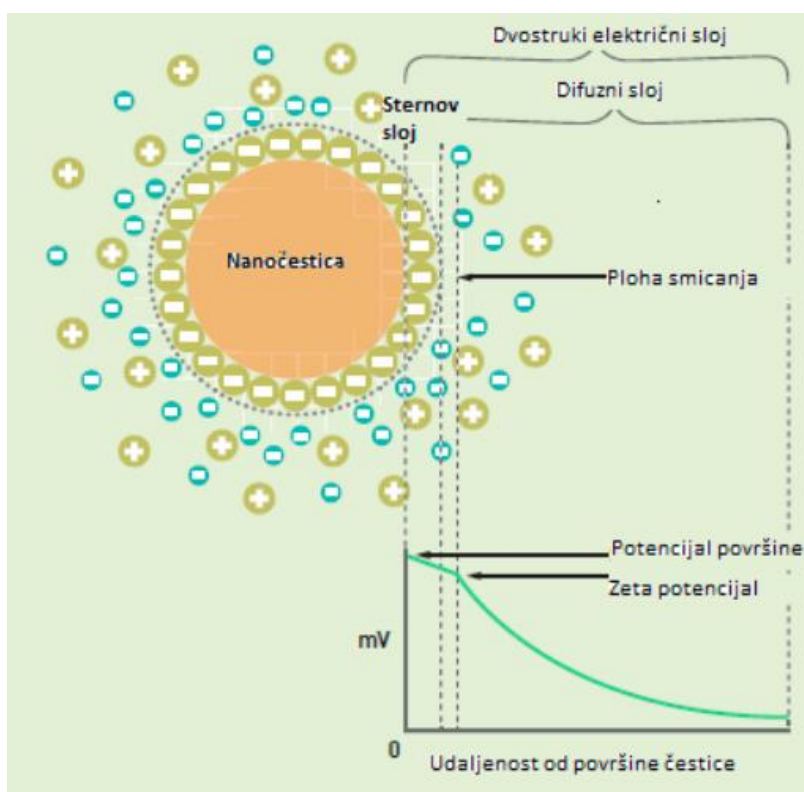 Dvostruki električni sloj
Difuzni sloj
Sternov
sloj
Nanočestica
Ploha smicanja
Potencijal površine
Zeta potencijal
mV
0
Udaljenost od površine čestice